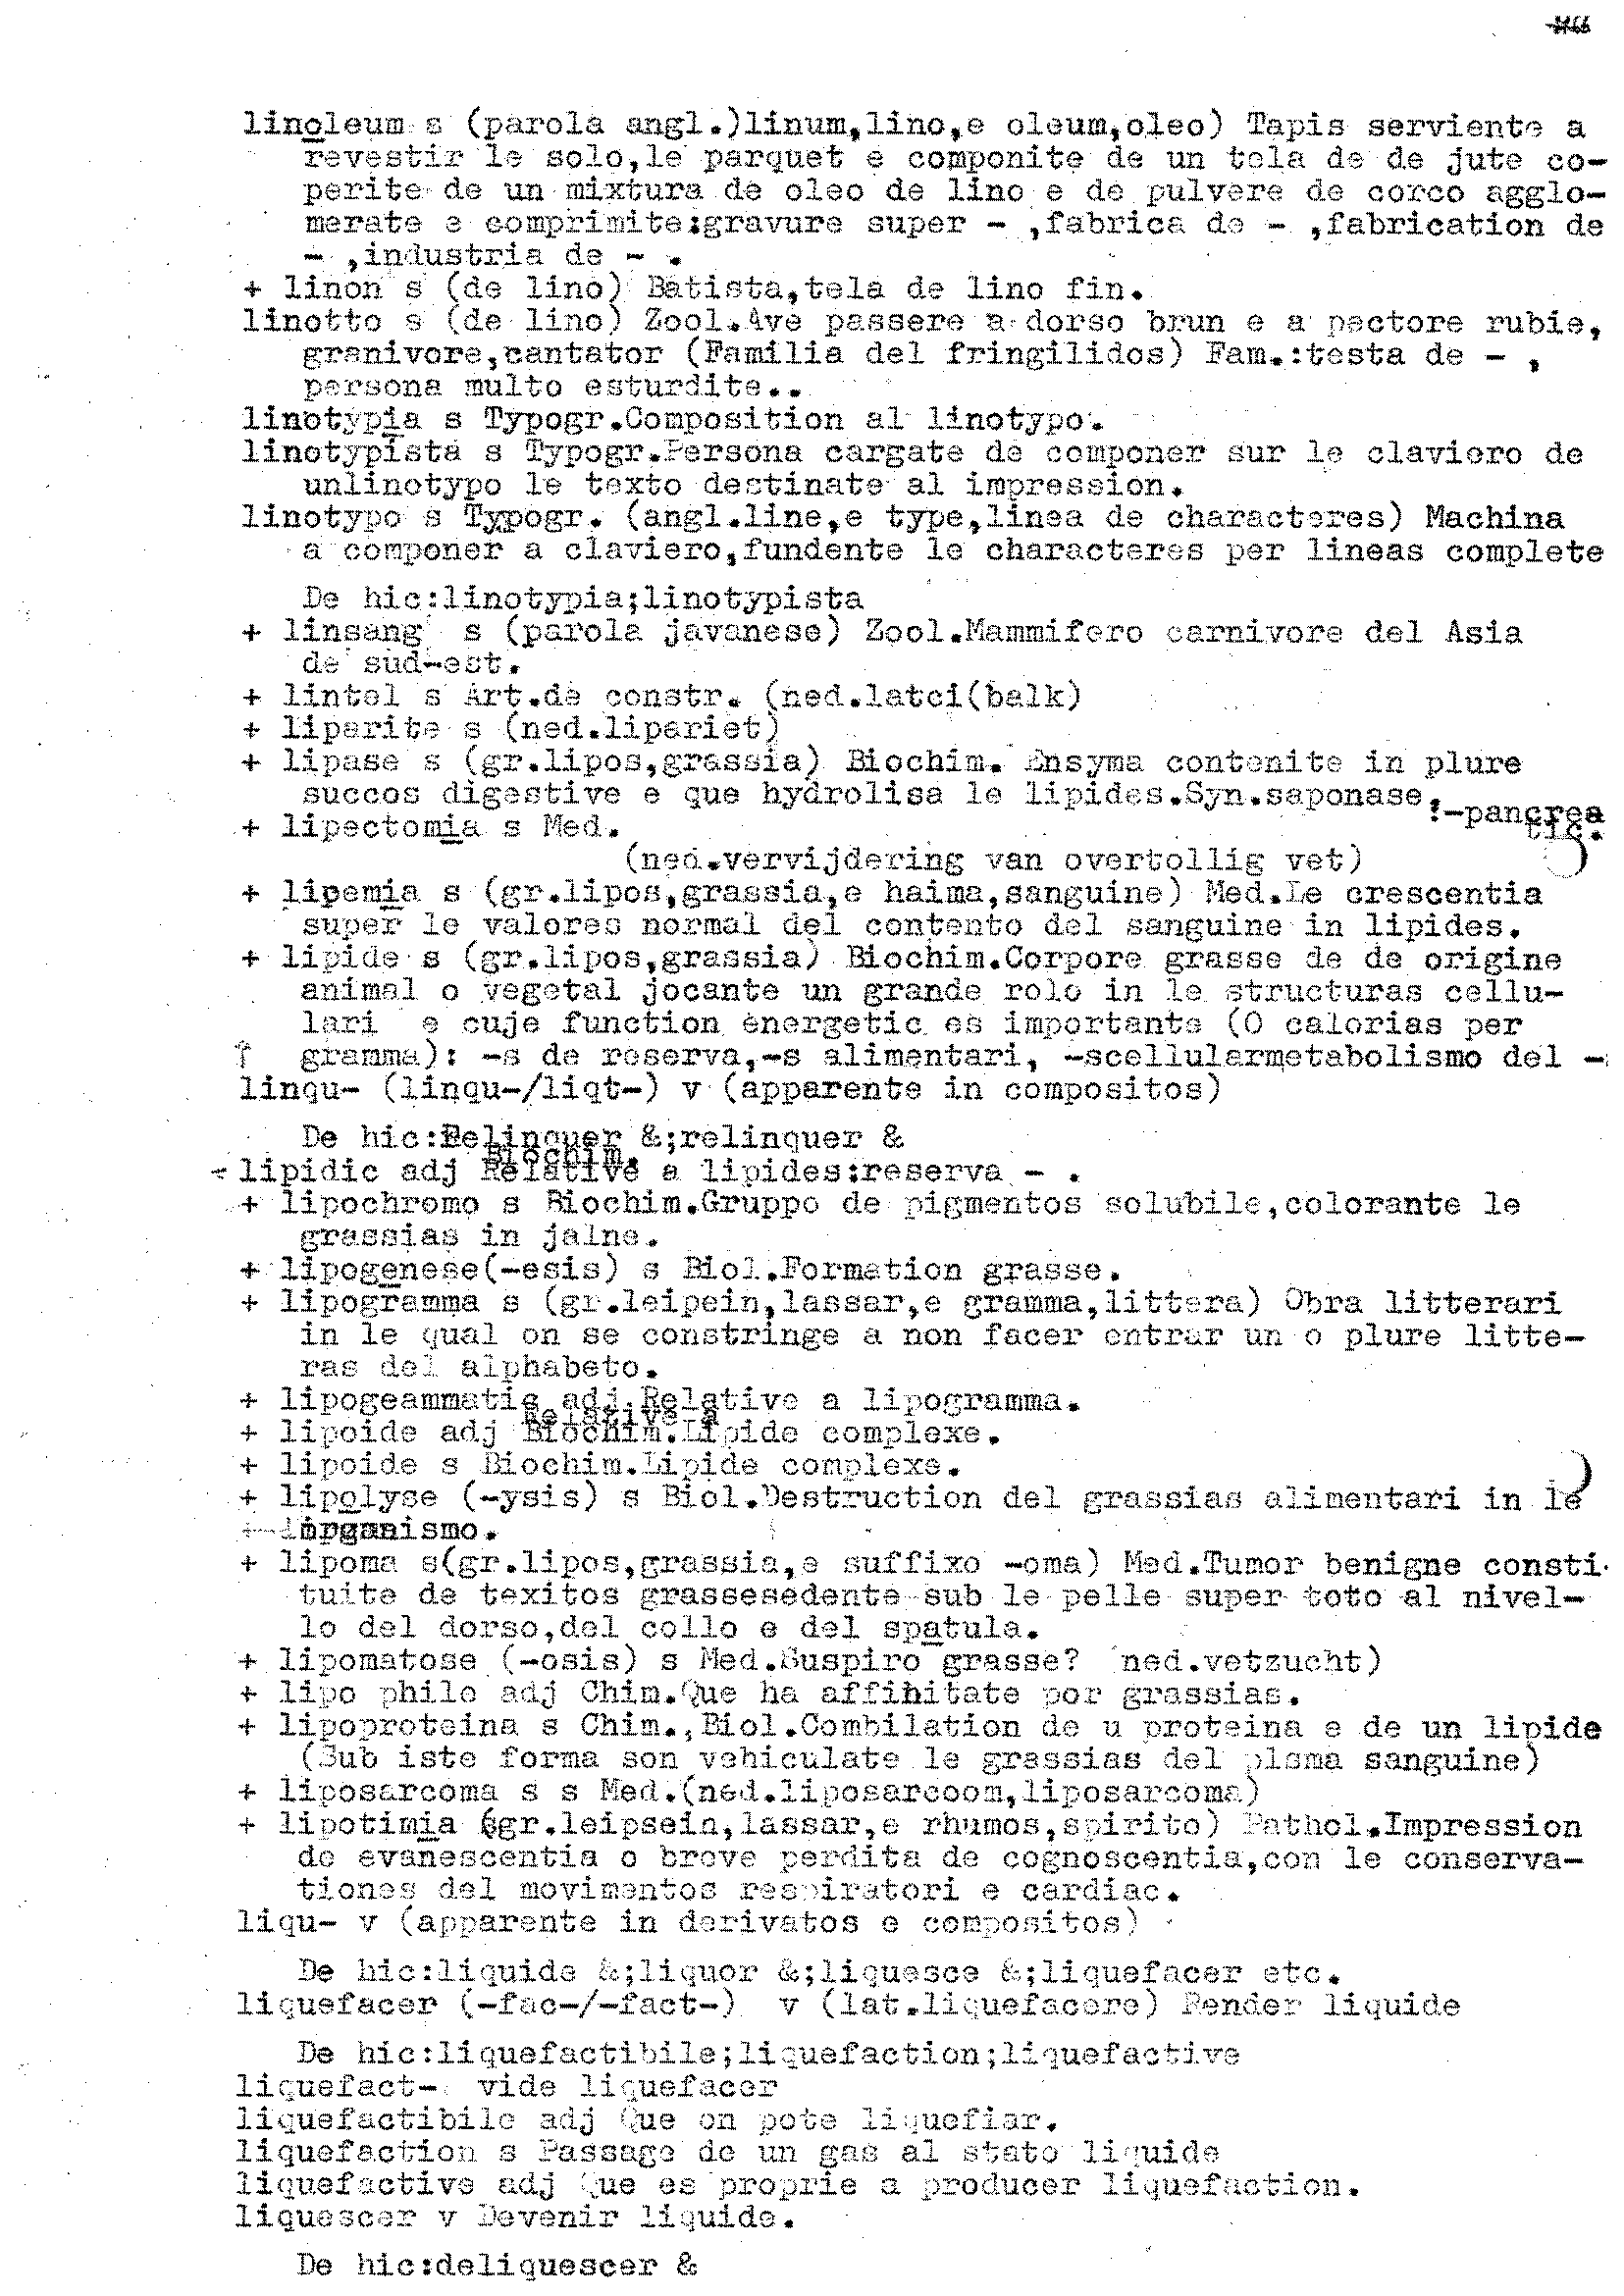 linoleum s (parola angl.)linum,lino,e oleum,oleo) Tapis serviente a
revestir le solo,le parquet e componite de un tela de de jute co-
perite de un mixtura de oleo de lino e de pulvere de corco agglo-
merate e comprimite:gravure super - ,fabrica de - ,fabrication de
- ,industria de - .
+ linon s (de lino) Batista,tela de lino fin.
linotto s (de lino) Zool.Ave passere a dorso brun e a pectore rubie,
granivore,cantator (Familia del fringilidos) Fam.:testa de - ,
persona multo esturdite..
linotypia s Typogr.Composition al linotypo.
linotypista s Typogr.Persona cargate de componer sur le claviero de
unlinotypo le texto destinate al impression.
linotypo s Typogr. (angl.line,e type,linea de characteres) Machina
a componer a claviero,fundente le characteres per lineas complete
De hic:linotypia;linotypista
+ linsang s (parola javanese) Zool.Mammifero carnivore del Asia
de sud-est.
+ lintel s Art.de constr. (ned.latei(balk)
+ liparite s (ned.lipariet)
+ lipase s (gr.lipos,grassia) Biochim. Ensyma contenite in plure
succos digestive e que hydrolisa le lipides.Syn.saponase.
:-pancrea
tic.
+ lipectomia s Med.
(ned.vervijdering van overtollig vet)
+ lipemia s (gr.lipos,grassia,e haima,sanguine) Med.Le crescentia
super le valores normal del contento del sanguine in lipides.
+ lipide s (gr.lipos,grassia) Biochim.Corpore grasse de de origine
animal o vegetal jocante un grande rolo in le structuras cellu-
lari e cuje function energetic es importante (O calorias per
↑ gramma): -s de reserva,-s alimentari, -scellularmetabolismo del -
linqu- (linqu-/liqt-) v (apparente in compositos)
De hic:Relinquer &;relinquer &
Biochim.
- lipidic adj Relative a lipides:reserva - .
+ lipochromo s Biochim.Gruppo de pigmentos solubile,colorante le
grassias in jalne.
+ lipogenese(-esis) s Biol.Formation grasse.
+ lipogramma s (gr.leipein,lassar,e gramma,littera) Obra litterari
in le qual on se constringe a non facer entrar un o plure litte-
ras del alphabeto.
+ lipogeammatic adj.Relative a lipogramma.
Relative a
+ lipoide adj Biochim.Lipide complexe.
+ lipoide s Biochim.Lipide complexe.
+ lipolyse (-ysis) s Biol.Destruction del grassias alimentari in le
organismo.
+ lipoma s(gr.lipos,grassia,e suffixo -oma) Med.Tumor benigne consti-
tuite de texitos grassesedente sub le pelle super toto al nivel-
lo del dorso,del collo e del spatula.
+ lipomatose (-osis) s Med.Suspiro grasse? ned.vetzucht)
+ lipo phile adj Chim.Que ha affinitate por grassias.
+ lipoproteina s Chim.,Biol.Combilation de u proteina e de un lipide
(Sub iste forma son vehiculate le grassias del plsma sanguine)
+ liposarcoma s s Med.(ned.liposarcoom,liposarcoma)
+ lipotimia (gr.leipsein,lassar,e rhumos,spirito) Pathol.Impression
de evanescentia o breve perdita de cognoscentia,con le conserva-
tiones del movimentos respiratori e cardiac.
liqu- v (apparente in derivatos e compositos)
De hic:liquide &;liquor &;liquesce &;liquefacer etc.
liquefacer (-fac-/-fact-) v (lat.liquefacere) Render liquide
De hic:liquefactibile;liquefaction;liquefactive
liquefact- vide liquefacer
liquefactibile adj Que on pote liquefiar.
liquefaction s Passage de un gas al stato liquide
liquefactive adj Que es proprie a producer liquefaction.
liquescer v Devenir liquide.
De hic:deliquescer &